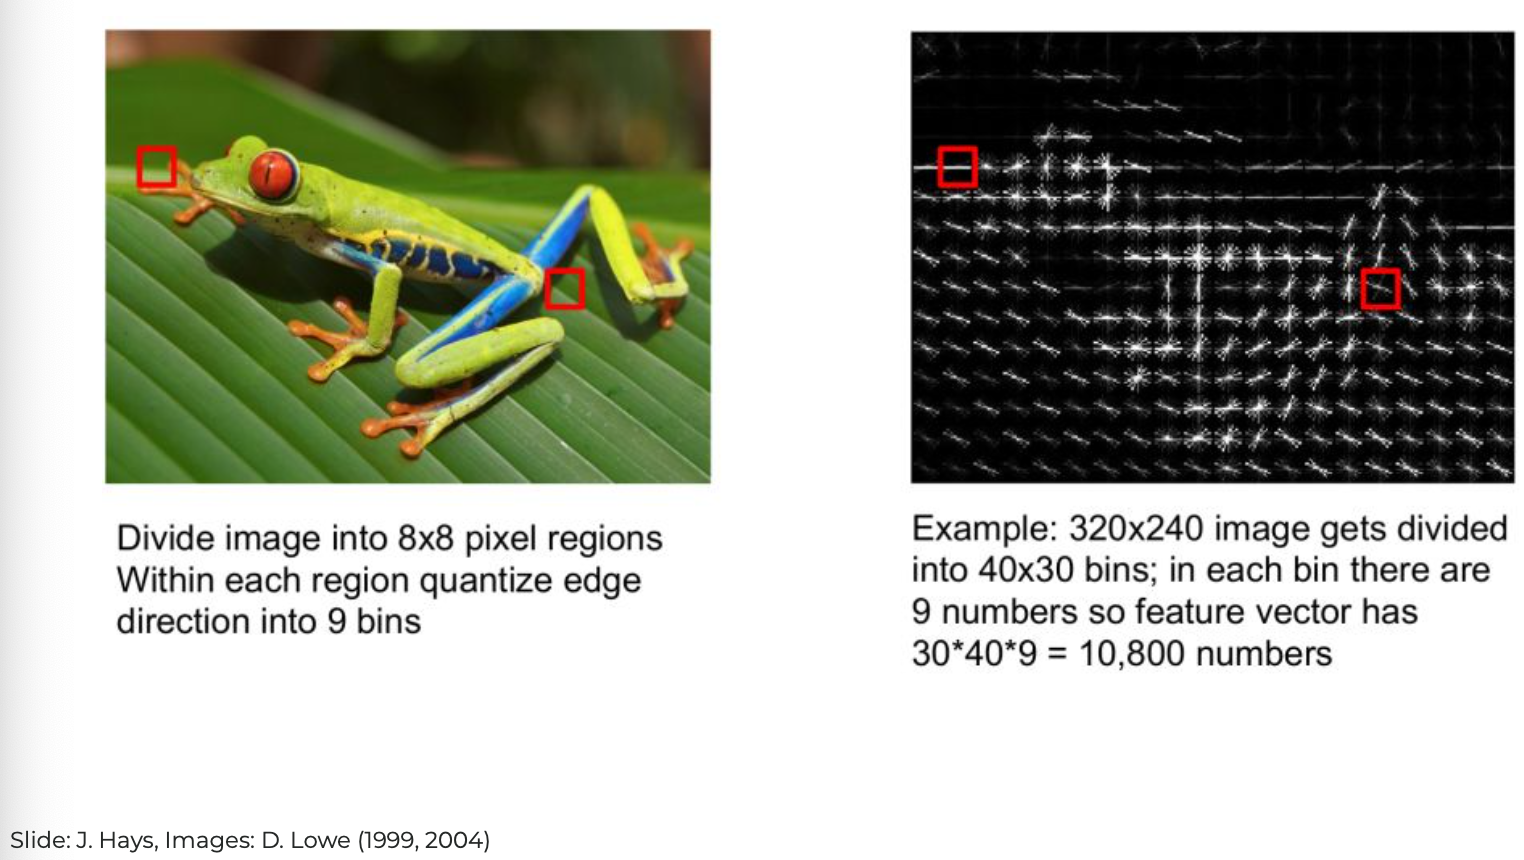 Divide image into 8x8 pixel regions
Within each region quantize edge
direction into 9 bins
Example: 320x240 image gets divided
into 40x30 bins; in each bin there are
9 numbers so feature vector has
30*40*9 = 10,800 numbers
Slide: J. Hays, Images: D. Lowe (1999, 2004)